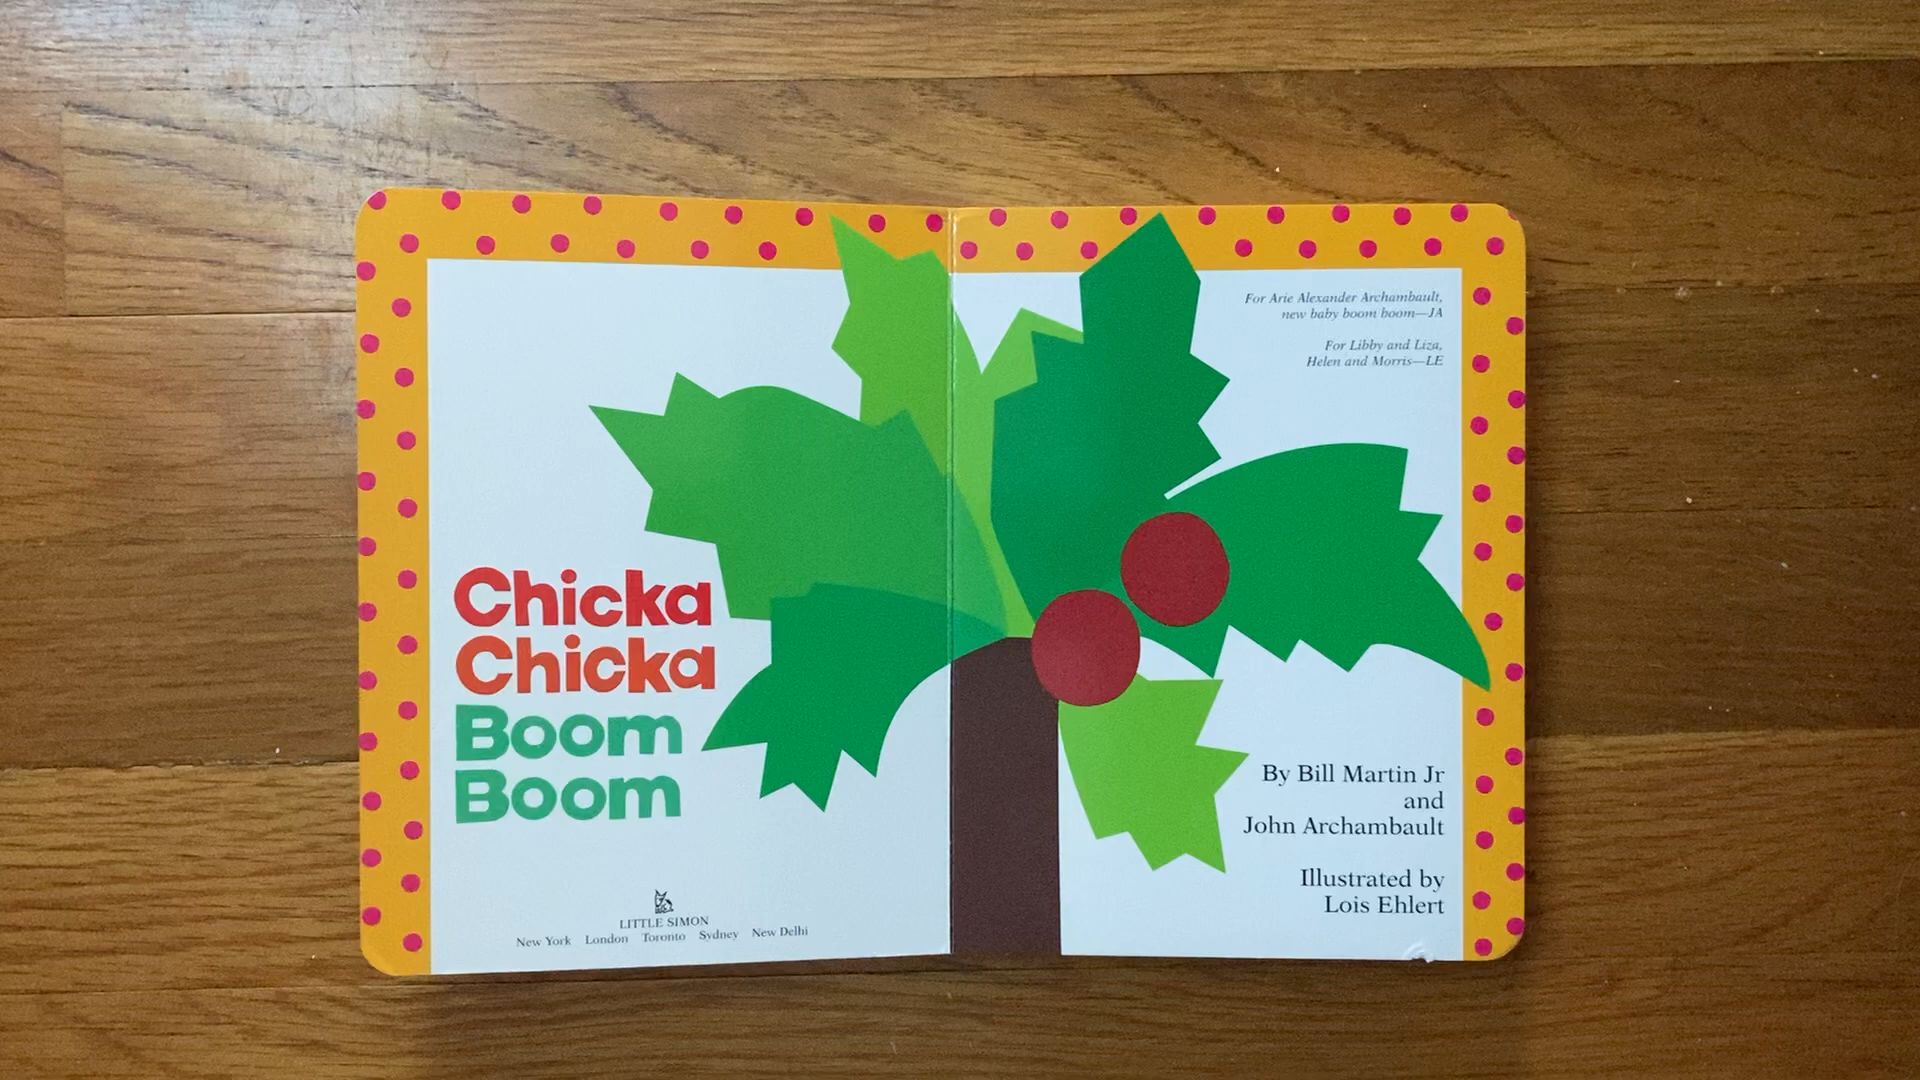 Chicka
Chicka
Boom
Boom
LITTLE SIMON
New York London Toronto Sydney New Delhi
For Arie Alexander Archambault,
new baby boom boom—JA
For Libby and Liza,
Helen and Morris—LE
By Bill Martin Jr
and
John Archambault
Illustrated by
Lois Ehlert